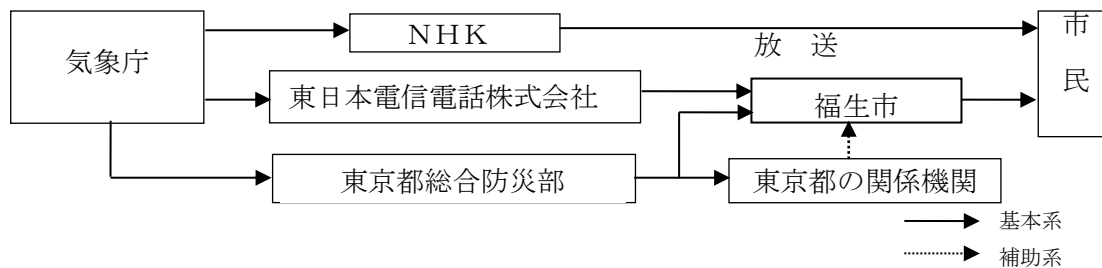 気象庁
ＮＨＫ
放　送
市
民
東日本電信電話株式会社
福生市
東京都総合防災部
東京都の関係機関
基本系
補助系